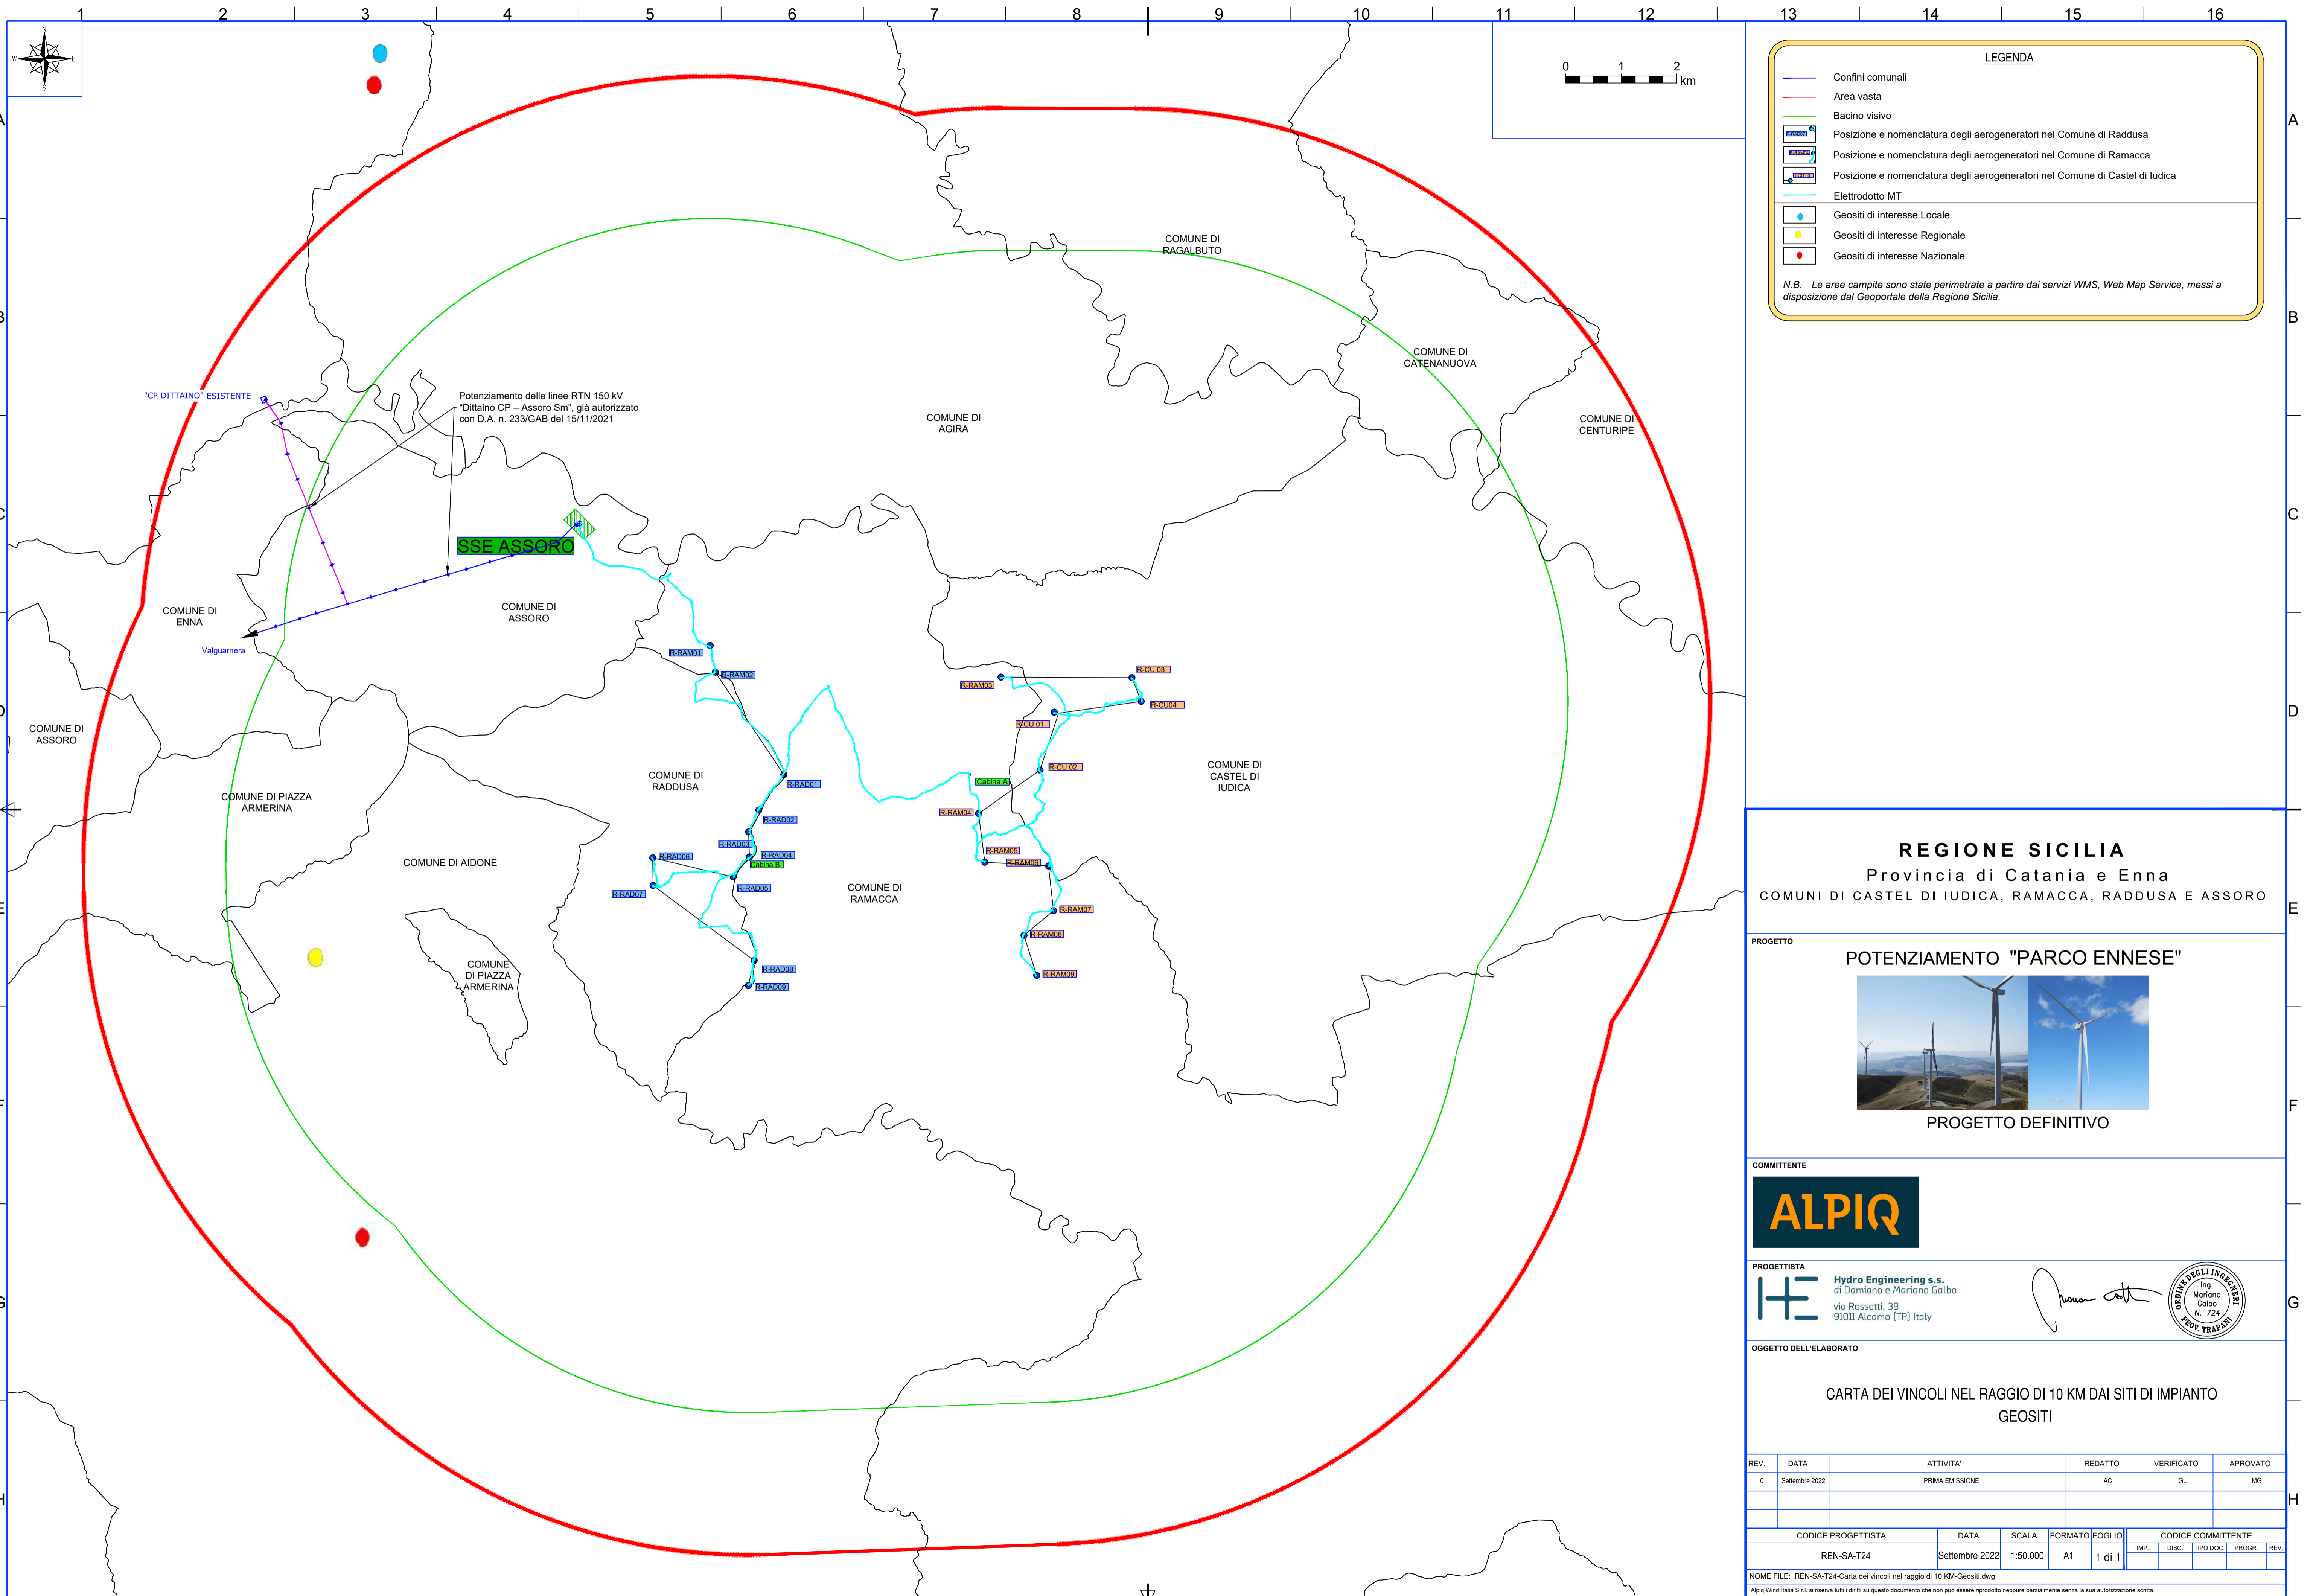 1 2 3 4 5 6 7 8 9 10 11 12 13 14 15 16
A
B
C
D
E
F
G
H
A
B
C
D
E
F
G
H
N
W E
S
0 1 2
km
LEGENDA
Confini comunali
Area vasta
Bacino visivo
Posizione e nomenclatura degli aerogeneratori nel Comune di Raddusa
Posizione e nomenclatura degli aerogeneratori nel Comune di Ramacca
Posizione e nomenclatura degli aerogeneratori nel Comune di Castel di Iudica
Elettrodotto MT
Geositi di interesse Locale
Geositi di interesse Regionale
Geositi di interesse Nazionale
N.B. Le aree campite sono state perimetrate a partire dai servizi WMS, Web Map Service, messi a
disposizione dal Geoportale della Regione Sicilia.
COMUNE DI
RAGALBUTO
COMUNE DI
CATENANUOVA
COMUNE DI
CENTURIPE
COMUNE DI
AGIRA
"CP DITTAINO" ESISTENTE
Potenziamento delle linee RTN 150 kV
"Dittaino CP – Assoro Sm", già autorizzato
con D.A. n. 233/GAB del 15/11/2021
SSE ASSORO
COMUNE DI
ENNA
COMUNE DI
ASSORO
Valguarnera
COMUNE DI
ASSORO
R-RAM01
R-RAM02
R-RAM03
R-CU 03
R-CU04
R-CU 01
R-CU 02
Cabina A
COMUNE DI
CASTEL DI
IUDICA
COMUNE DI
RADDUSA
R-RAD01
COMUNE DI PIAZZA
ARMERINA
R-RAD02
R-RAM04
R-RAD03
R-RAD04
Cabina B
R-RAD06
R-RAM05
R-RAM06
COMUNE DI AIDONE
R-RAD05
R-RAD07
COMUNE DI
RAMACCA
R-RAM07
R-RAM08
COMUNE
DI PIAZZA
ARMERINA
R-RAD08
R-RAM09
R-RAD09
REGIONE SICILIA
Provincia di Catania e Enna
COMUNI DI CASTEL DI IUDICA, RAMACCA, RADDUSA E ASSORO
PROGETTO
POTENZIAMENTO "PARCO ENNESE"
PROGETTO DEFINITIVO
COMMITTENTE
ALPIQ
PROGETTISTA
HE
Hydro Engineering s.s.
di Damiano e Mariano Galbo
via Rossotti, 39
91011 Alcamo (TP) Italy
ORDINE DEGLI INGEGNERI
Ing.
Mariano
Galbo
N. 724
PROV. TRAPANI
OGGETTO DELL'ELABORATO
CARTA DEI VINCOLI NEL RAGGIO DI 10 KM DAI SITI DI IMPIANTO
GEOSITI
REV. DATA ATTIVITA' REDATTO VERIFICATO APROVATO
0 Settembre 2022 PRIMA EMISSIONE AC GL MG
CODICE PROGETTISTA DATA SCALA FORMATO FOGLIO CODICE COMMITTENTE
IMP. DISC. TIPO DOC. PROGR. REV.
REN-SA-T24 Settembre 2022 1:50.000 A1 1 di 1
NOME FILE: REN-SA-T24-Carta dei vincoli nel raggio di 10 KM-Geositi.dwg
Alpiq Wind Italia S.r.l. si riserva tutti i diritti su questo documento che non può essere riprodotto neppure parzialmente senza la sua autorizzazione scritta.